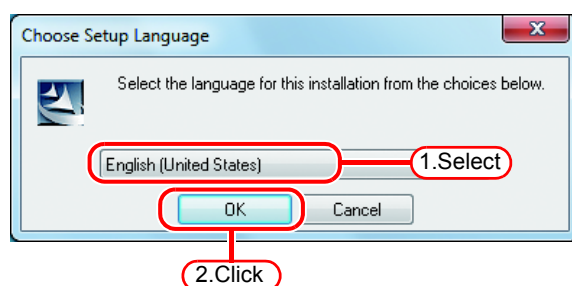 Choose Setup Language
Select the language for this installation from the choices below.
English (United States)
1.Select
OK
Cancel
2.Click